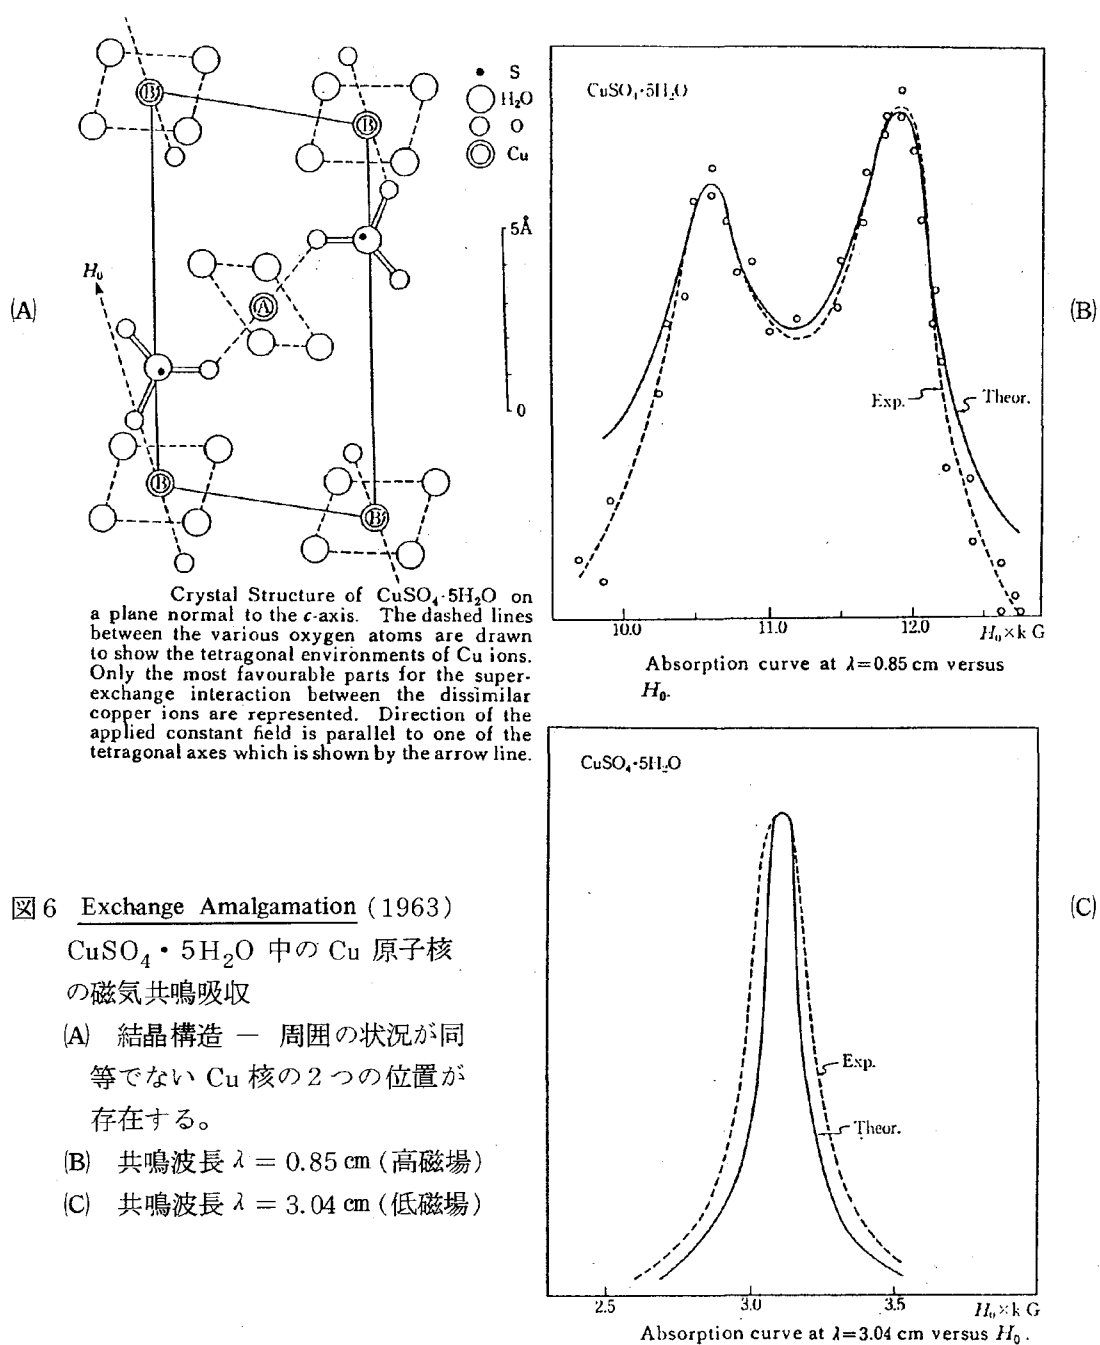 (A)
H₀
B
B
A
B
B
S
H₂O
O
Cu
5Å
0
Crystal Structure of CuSO₄·5H₂O on
a plane normal to the c-axis. The dashed lines
between the various oxygen atoms are drawn
to show the tetragonal environments of Cu ions.
Only the most favourable parts for the super-
exchange interaction between the dissimilar
copper ions are represented. Direction of the
applied constant field is parallel to one of the
tetragonal axes which is shown by the arrow line.
(B)
CuSO₄·5H₂O
Exp.
Theor.
10.0 11.0 12.0 H₀×k G
Absorption curve at λ=0.85 cm versus
H₀.
(C)
CuSO₄·5H₂O
Exp.
Theor.
2.5 3.0 3.5 H₀×k G
Absorption curve at λ=3.04 cm versus H₀.
図6 Exchange Amalgamation (1963)
CuSO₄・5H₂O 中の Cu 原子核
の磁気共鳴吸収
(A) 結晶構造 — 周囲の状況が同
等でない Cu 核の2つの位置が
存在する。
(B) 共鳴波長 λ = 0.85 cm (高磁場)
(C) 共鳴波長 λ = 3.04 cm (低磁場)